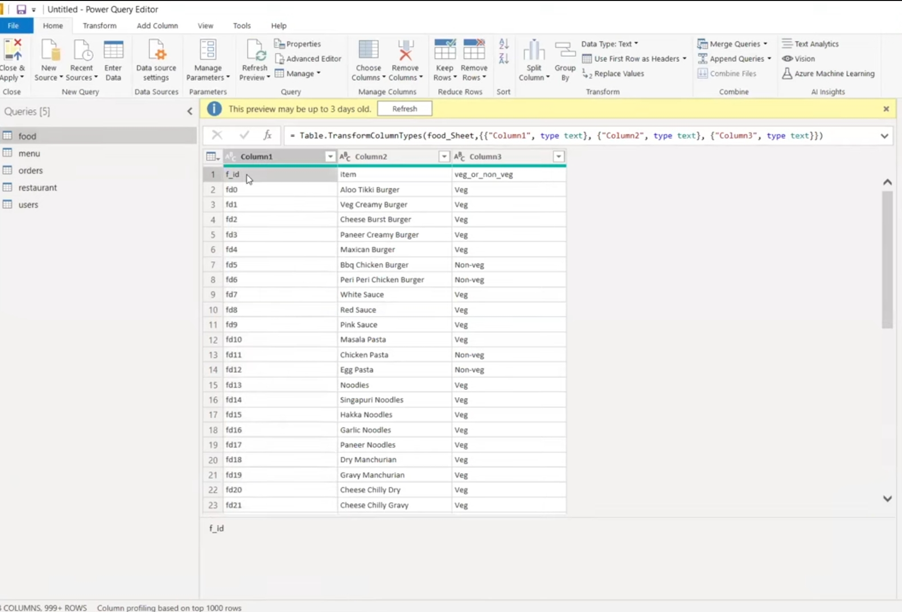 Untitled - Power Query Editor
File Home Transform Add Column View Tools Help
Close & Apply
New Source
Recent Sources
Enter Data
Data source settings
Manage Parameters
Refresh Preview
Properties
Advanced Editor
Manage
Choose Columns
Remove Columns
Keep Rows
Remove Rows
Split Column
Group By
Data Type: Text
Use First Row as Headers
Replace Values
Merge Queries
Append Queries
Combine Files
Text Analytics
Vision
Azure Machine Learning
Close New Query Data Sources Parameters Query Manage Columns Reduce Rows Sort Transform Combine AI Insights
Queries [5]
food
menu
orders
restaurant
users
This preview may be up to 3 days old. Refresh
fx = Table.TransformColumnTypes(food_Sheet,{{"Column1", type text}, {"Column2", type text}, {"Column3", type text}})
Column1 Column2 Column3
1 f_id item veg_or_non_veg
2 fd0 Aloo Tikki Burger Veg
3 fd1 Veg Creamy Burger Veg
4 fd2 Cheese Burst Burger Veg
5 fd3 Paneer Creamy Burger Veg
6 fd4 Maxican Burger Veg
7 fd5 Bbq Chicken Burger Non-veg
8 fd6 Peri Peri Chicken Burger Non-veg
9 fd7 White Sauce Veg
10 fd8 Red Sauce Veg
11 fd9 Pink Sauce Veg
12 fd10 Masala Pasta Veg
13 fd11 Chicken Pasta Non-veg
14 fd12 Egg Pasta Non-veg
15 fd13 Noodles Veg
16 fd14 Singapuri Noodles Veg
17 fd15 Hakka Noodles Veg
18 fd16 Garlic Noodles Veg
19 fd17 Paneer Noodles Veg
20 fd18 Dry Manchurian Veg
21 fd19 Gravy Manchurian Veg
22 fd20 Cheese Chilly Dry Veg
23 fd21 Cheese Chilly Gravy Veg
f_id
COLUMNS, 999+ ROWS Column profiling based on top 1000 rows